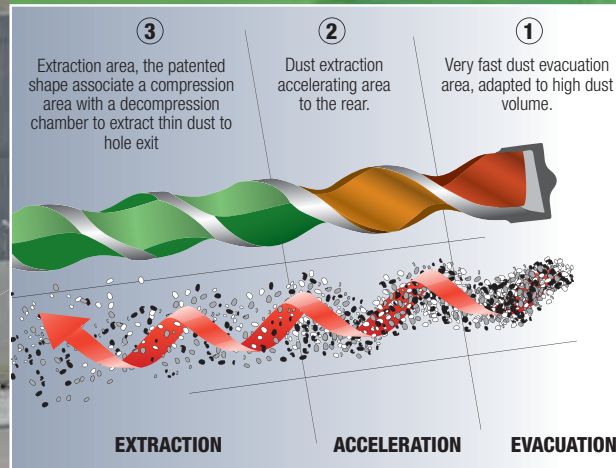 3
Extraction area, the patented
shape associate a compression
area with a decompression
chamber to extract thin dust to
hole exit
2
Dust extraction
accelerating area
to the rear.
1
Very fast dust evacuation
area, adapted to high dust
volume.
EXTRACTION
ACCELERATION
EVACUATION